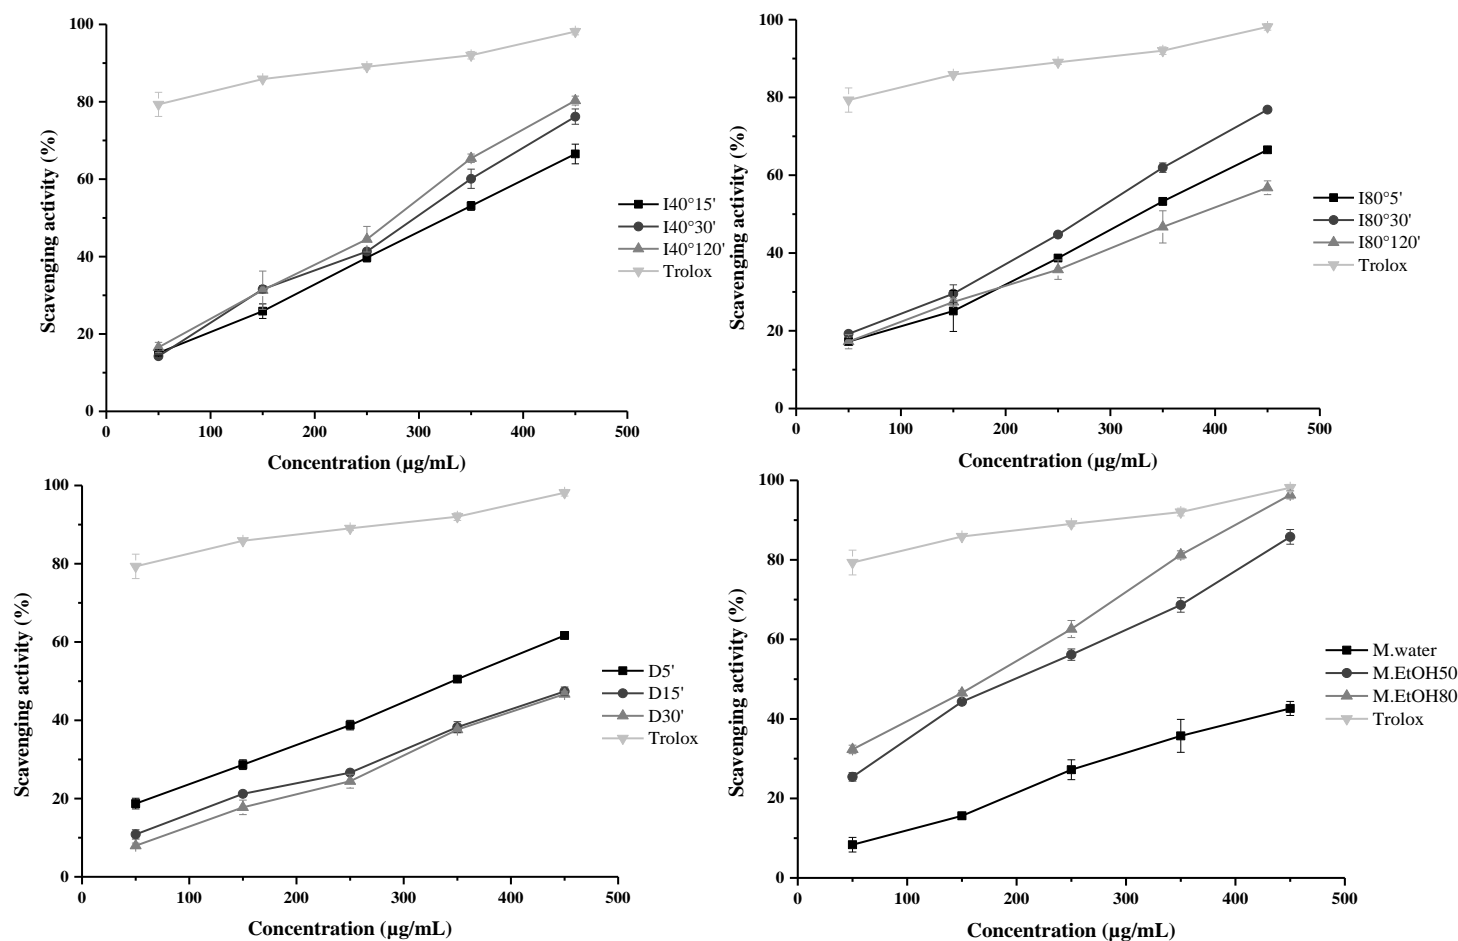 100
80
60
40
20
0
Scavenging activity (%)
0 100 200 300 400 500
Concentration (µg/mL)
I40°15'
I40°30'
I40°120'
Trolox
100
80
60
40
20
0
Scavenging activity (%)
0 100 200 300 400 500
Concentration (µg/mL)
I80°5'
I80°30'
I80°120'
Trolox
100
80
60
40
20
0
Scavenging activity (%)
0 100 200 300 400 500
Concentration (µg/mL)
D5'
D15'
D30'
Trolox
100
80
60
40
20
0
Scavenging activity (%)
0 100 200 300 400 500
Concentration (µg/mL)
M.water
M.EtOH50
M.EtOH80
Trolox